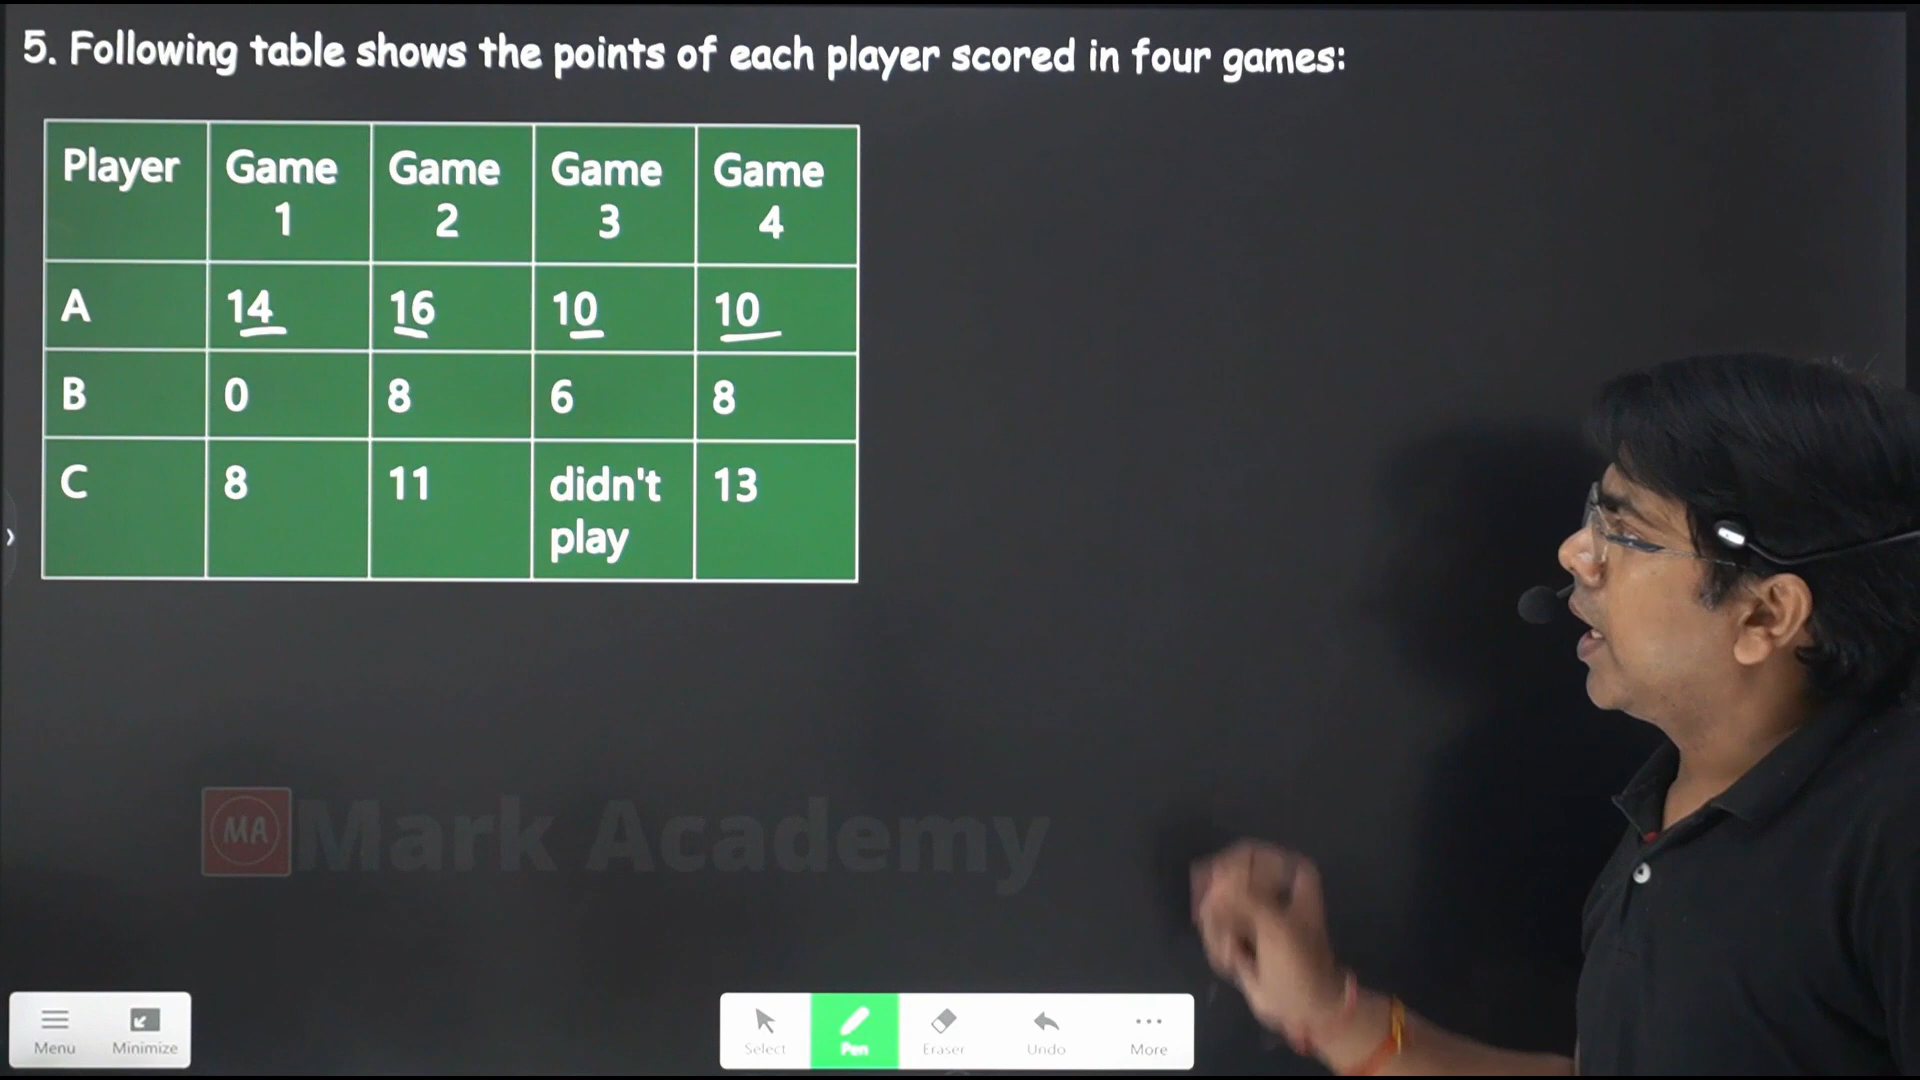 5. Following table shows the points of each player scored in four games:
Player Game 1 Game 2 Game 3 Game 4
A 14 16 10 10
B 0 8 6 8
C 8 11 didn't play 13
MA Mark Academy
Menu Minimize Select Pen Eraser Undo More